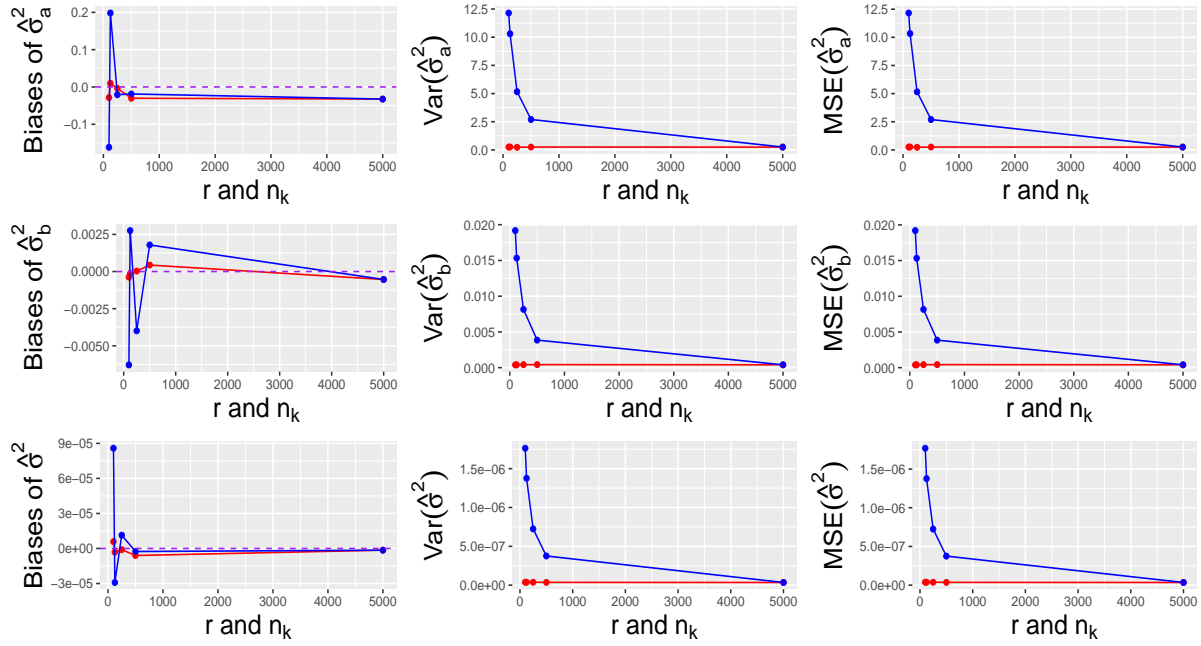 Biases of σ̂²ₐ
0.2
0.1
0.0
−0.1
0 1000 2000 3000 4000 5000
r and nₖ
Var(σ̂²ₐ)
12.5
10.0
7.5
5.0
2.5
0.0
0 1000 2000 3000 4000 5000
r and nₖ
MSE(σ̂²ₐ)
12.5
10.0
7.5
5.0
2.5
0.0
0 1000 2000 3000 4000 5000
r and nₖ
Biases of σ̂²_b
0.0025
0.0000
−0.0025
−0.0050
0 1000 2000 3000 4000 5000
r and nₖ
Var(σ̂²_b)
0.020
0.015
0.010
0.005
0.000
0 1000 2000 3000 4000 5000
r and nₖ
MSE(σ̂²_b)
0.020
0.015
0.010
0.005
0.000
0 1000 2000 3000 4000 5000
r and nₖ
Biases of σ̂²
9e−05
6e−05
3e−05
0e+00
−3e−05
0 1000 2000 3000 4000 5000
r and nₖ
Var(σ̂²)
1.5e−06
1.0e−06
5.0e−07
0.0e+00
0 1000 2000 3000 4000 5000
r and nₖ
MSE(σ̂²)
1.5e−06
1.0e−06
5.0e−07
0.0e+00
0 1000 2000 3000 4000 5000
r and nₖ